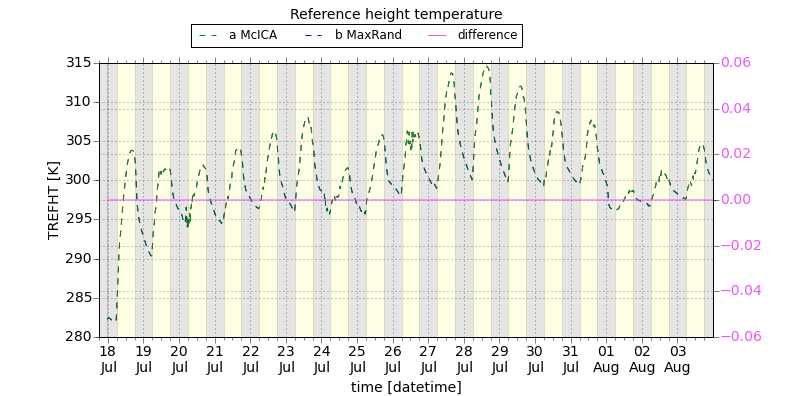 Reference height temperature
a McICA
b MaxRand
difference
315
310
305
300
295
290
285
280
TREFHT [K]
0.06
0.04
0.02
0.00
−0.02
−0.04
−0.06
18 19 20 21 22 23 24 25 26 27 28 29 30 31 01 02 03
Jul Jul Jul Jul Jul Jul Jul Jul Jul Jul Jul Jul Jul Jul Aug Aug Aug
time [datetime]